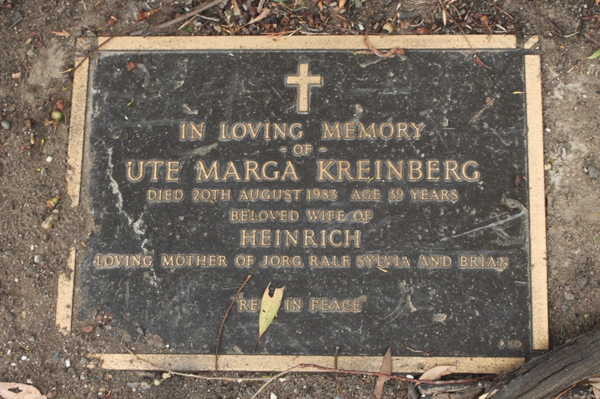 IN LOVING MEMORY
- OF -
UTE MARGA KREINBERG
DIED 20TH AUGUST 1983 AGE 39 YEARS
BELOVED WIFE OF
HEINRICH
LOVING MOTHER OF JORG, RALF, SYLVIA AND BRIAN
REST IN PEACE